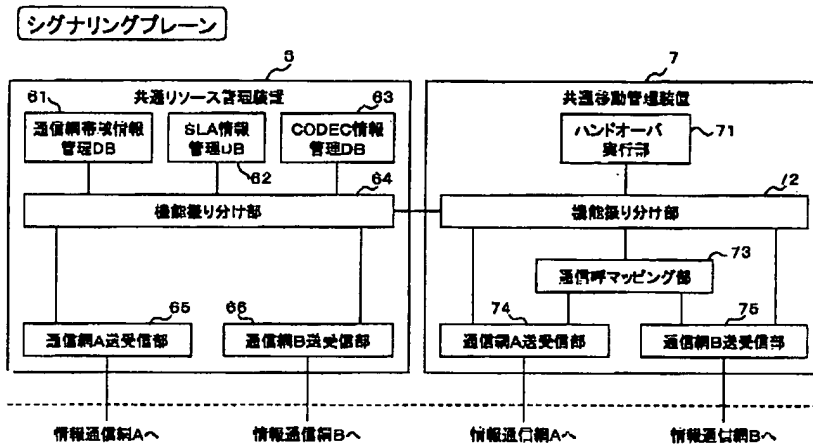 シグナリングプレーン
6
7
共通リソース管理装置
共通移動管理装置
61
63
通信網帯域情報
管理DB
SLA情報
管理DB
CODEC情報
管理DB
ハンドオーバ
実行部
71
62
64
72
機能振り分け部
機能振り分け部
73
通信呼マッピング部
65
66
74
75
通信網A送受信部
通信網B送受信部
通信網A送受信部
通信網B送受信部
情報通信網Aへ
情報通信網Bへ
情報通信網Aへ
情報通信網Bへ